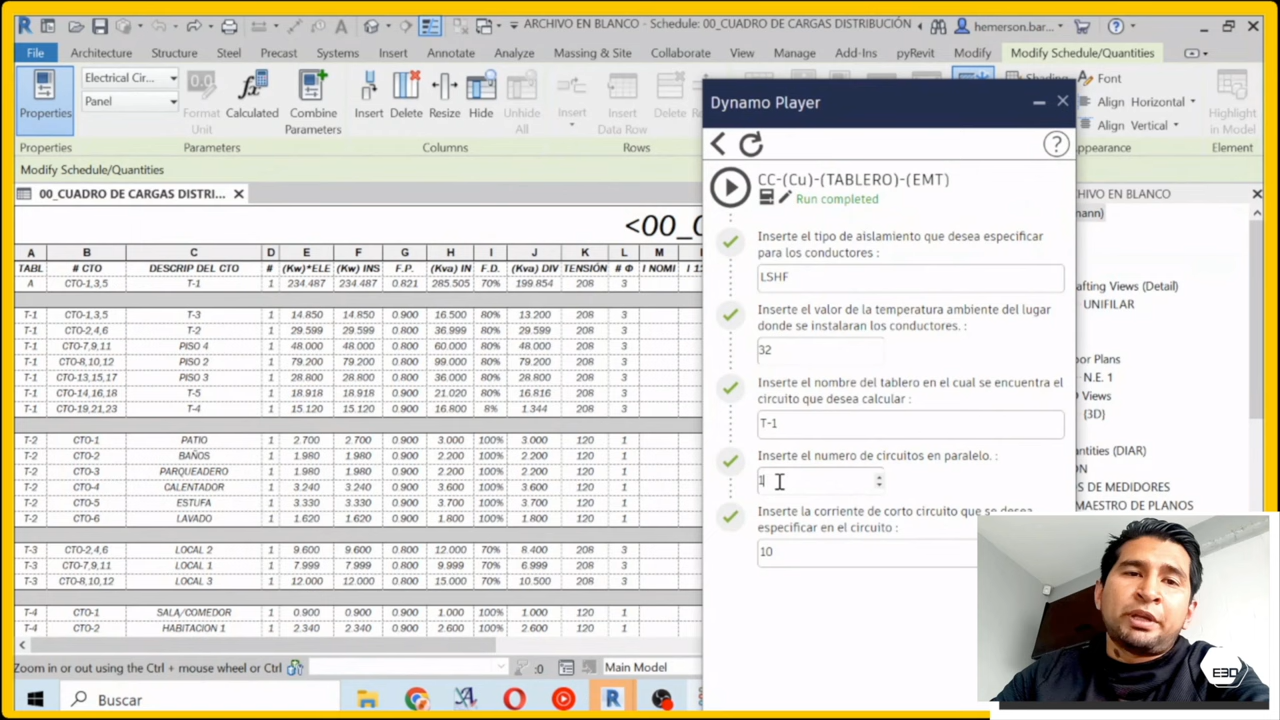 ARCHIVO EN BLANCO - Schedule: 00_CUADRO DE CARGAS DISTRIBUCIÓN
hemerson.bar...
File Architecture Structure Steel Precast Systems Insert Annotate Analyze Massing & Site Collaborate View Manage Add-Ins pyRevit Modify Modify Schedule/Quantities
Properties
Electrical Cir...
Panel
Format Unit
Calculated
Combine Parameters
Insert
Delete
Resize
Hide
Unhide All
Insert
Insert Data Row
Delete
Shading
Font
Align Horizontal
Align Vertical
Highlight in Model
Properties Parameters Columns Rows Appearance Element
Modify Schedule/Quantities
00_CUADRO DE CARGAS DISTRI...
<00_C
A B C D E F G H I J K L M
TABL # CTO DESCRIP DEL CTO # (Kw)*ELE (Kw) INS F.P. (Kva) IN F.D. (Kva) DIV TENSIÓN # Φ I NOMI I 12
A CTO-1,3,5 T-1 1 234.487 234.487 0.821 285.505 70% 199.854 208 3
T-1 CTO-1,3,5 T-3 1 14.850 14.850 0.900 16.500 80% 13.200 208 3
T-1 CTO-2,4,6 T-2 1 29.599 29.599 0.800 36.999 80% 29.599 208 3
T-1 CTO-7,9,11 PISO 4 1 48.000 48.000 0.800 60.000 80% 48.000 208 3
T-1 CTO-8,10,12 PISO 2 1 79.200 79.200 0.800 99.000 80% 79.200 208 3
T-1 CTO-13,15,17 PISO 3 1 28.800 28.800 0.800 36.000 80% 28.800 208 3
T-1 CTO-14,16,18 T-5 1 18.918 18.918 0.900 21.020 80% 16.816 208 3
T-1 CTO-19,21,23 T-4 1 15.120 15.120 0.900 16.800 8% 1.344 208 3
T-2 CTO-1 PATIO 1 2.700 2.700 0.900 3.000 100% 3.000 120 1
T-2 CTO-2 BAÑOS 1 1.980 1.980 0.900 2.200 100% 2.200 120 1
T-2 CTO-3 PARQUEADERO 1 1.980 1.980 0.900 2.200 100% 2.200 120 1
T-2 CTO-4 CALENTADOR 1 3.240 3.240 0.900 3.600 100% 3.600 120 1
T-2 CTO-5 ESTUFA 1 3.330 3.330 0.900 3.700 100% 3.700 120 1
T-2 CTO-6 LAVADO 1 1.620 1.620 0.900 1.800 100% 1.800 120 1
T-3 CTO-2,4,6 LOCAL 2 1 9.600 9.600 0.800 12.000 70% 8.400 208 3
T-3 CTO-7,9,11 LOCAL 1 1 7.999 7.999 0.800 9.999 70% 6.999 208 3
T-3 CTO-8,10,12 LOCAL 3 1 12.000 12.000 0.800 15.000 70% 10.500 208 3
T-4 CTO-1 SALA/COMEDOR 1 0.900 0.900 0.900 1.000 100% 1.000 120 1
T-4 CTO-2 HABITACION 1 1 2.340 2.340 0.900 2.600 100% 2.600 120 1
Zoom in or out using the Ctrl + mouse wheel or Ctrl
:0
Main Model
Buscar
Dynamo Player
CC-(Cu)-(TABLERO)-(EMT)
Run completed
Inserte el tipo de aislamiento que desea especificar
para los conductores :
LSHF
Inserte el valor de la temperatura ambiente del lugar
donde se instalaran los conductores. :
32
Inserte el nombre del tablero en el cual se encuentra el
circuito que desea calcular :
T-1
Inserte el numero de circuitos en paralelo. :
1
Inserte la corriente de corto circuito que se desea
especificar en el circuito :
10
HIVO EN BLANCO
nann)
afting Views (Detail)
UNIFILAR
oor Plans
N.E. 1
O Views
(3D)
antities (DIAR)
ON
S DE MEDIDORES
MAESTRO DE PLANOS
E3D